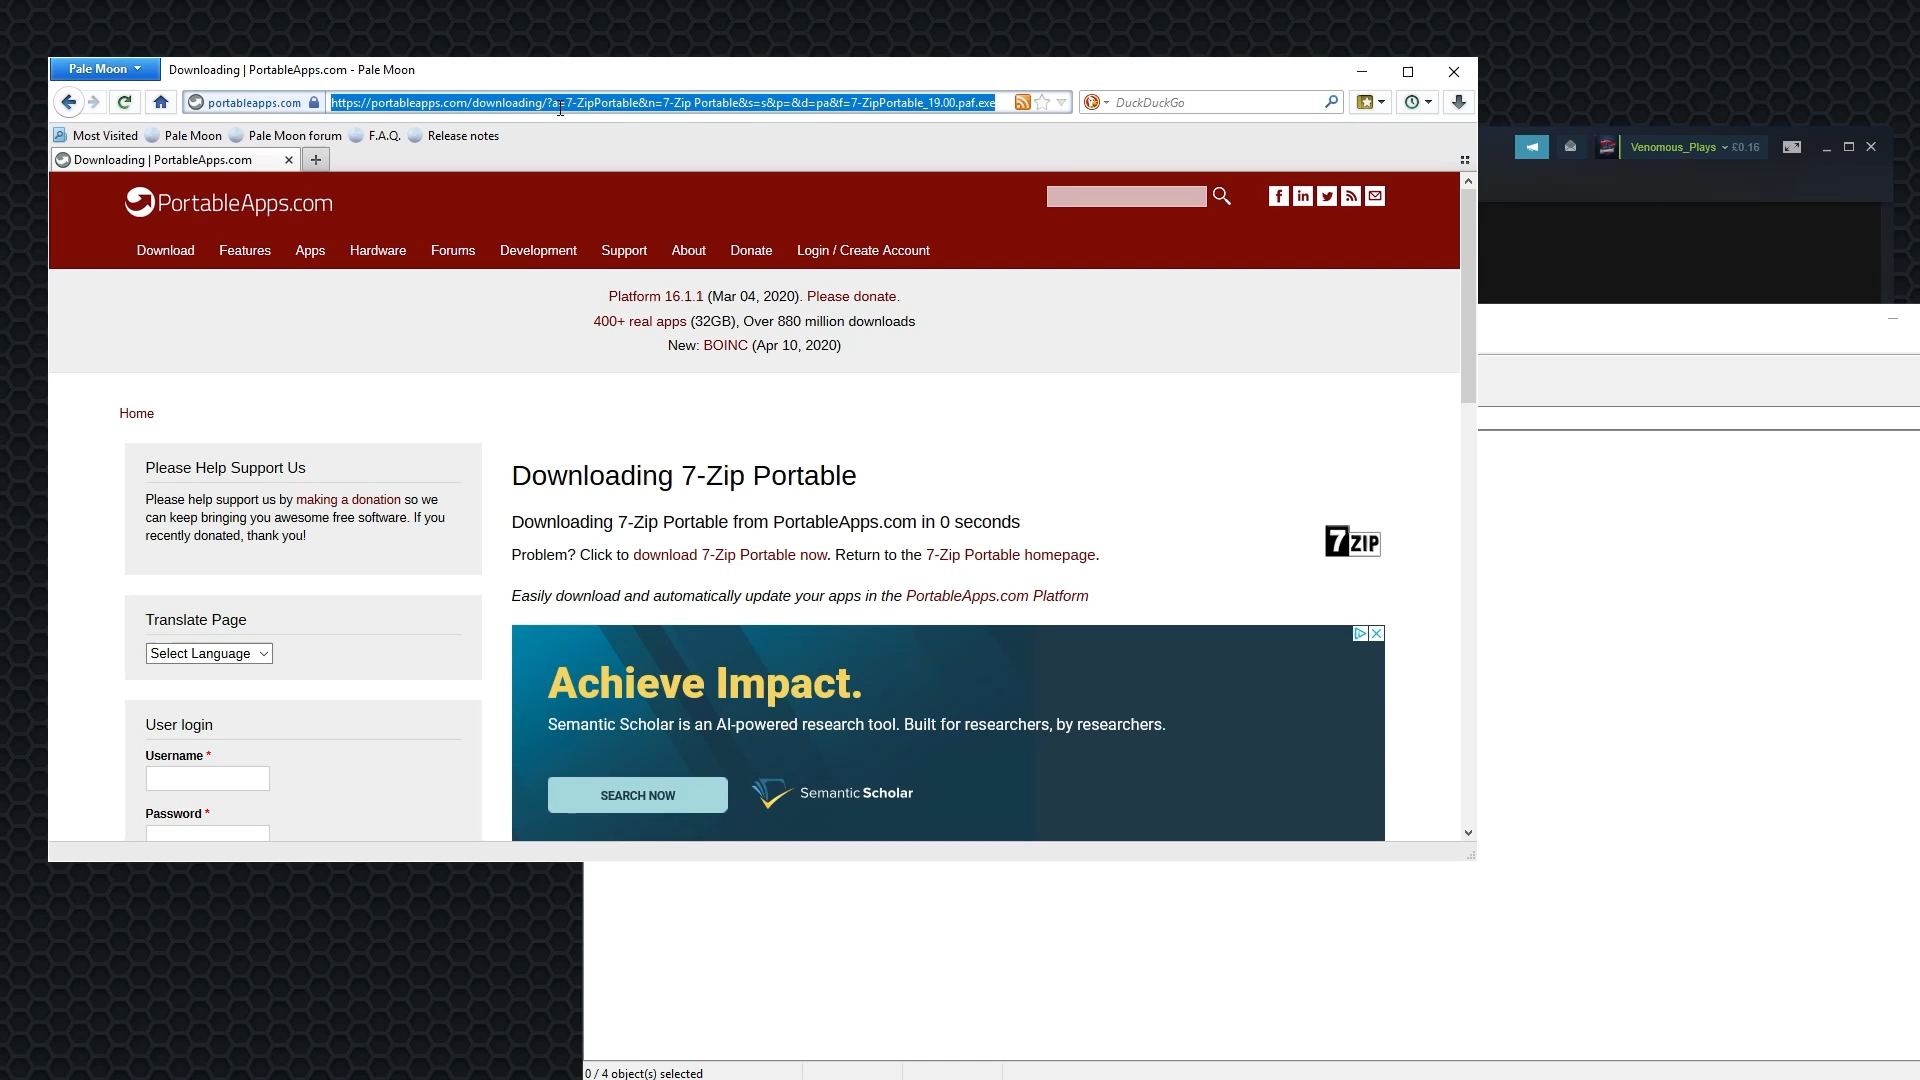 Pale Moon
Downloading | PortableApps.com - Pale Moon
portableapps.com
https://portableapps.com/downloading/?a=7-ZipPortable&n=7-Zip Portable&s=s&p=&d=pa&f=7-ZipPortable_19.00.paf.exe
DuckDuckGo
Most Visited
Pale Moon
Pale Moon forum
F.A.Q.
Release notes
Downloading | PortableApps.com
Venomous_Plays
£0.16
PortableApps.com
Download
Features
Apps
Hardware
Forums
Development
Support
About
Donate
Login / Create Account
Platform 16.1.1 (Mar 04, 2020). Please donate.
400+ real apps (32GB), Over 880 million downloads
New: BOINC (Apr 10, 2020)
Home
Please Help Support Us
Please help support us by making a donation so we
can keep bringing you awesome free software. If you
recently donated, thank you!
Translate Page
Select Language
User login
Username *
Password *
Downloading 7-Zip Portable
Downloading 7-Zip Portable from PortableApps.com in 0 seconds
Problem? Click to download 7-Zip Portable now. Return to the 7-Zip Portable homepage.
7ZIP
Easily download and automatically update your apps in the PortableApps.com Platform
Achieve Impact.
Semantic Scholar is an AI-powered research tool. Built for researchers, by researchers.
SEARCH NOW
Semantic Scholar
0 / 4 object(s) selected